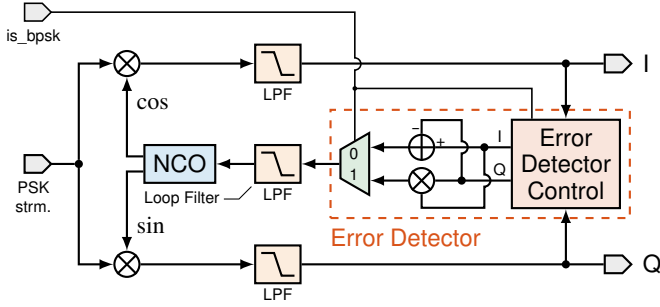 is_bpsk
LPF
I
cos
NCO
Loop Filter
LPF
0
1
−
+
I
Q
Error
Detector
Control
PSK
strm.
sin
Error Detector
LPF
Q